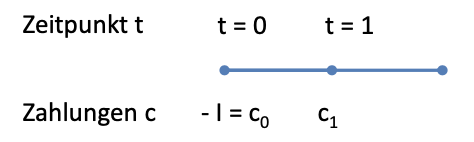 Zeitpunkt t t = 0 t = 1
Zahlungen c - I = c₀ c₁